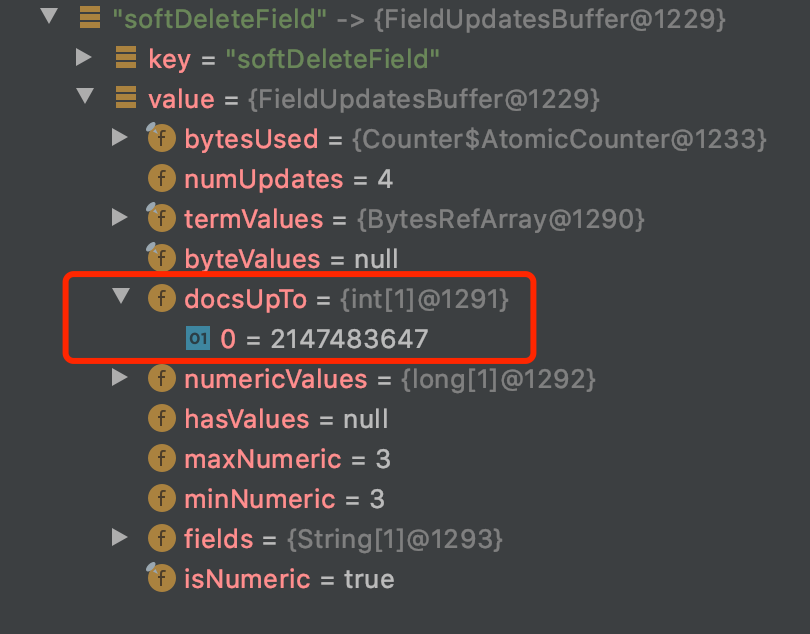 "softDeleteField" -> {FieldUpdatesBuffer@1229}
key = "softDeleteField"
value = {FieldUpdatesBuffer@1229}
f bytesUsed = {Counter$AtomicCounter@1233}
f numUpdates = 4
f termValues = {BytesRefArray@1290}
f byteValues = null
f docsUpTo = {int[1]@1291}
01 0 = 2147483647
f numericValues = {long[1]@1292}
f hasValues = null
f maxNumeric = 3
f minNumeric = 3
f fields = {String[1]@1293}
f isNumeric = true